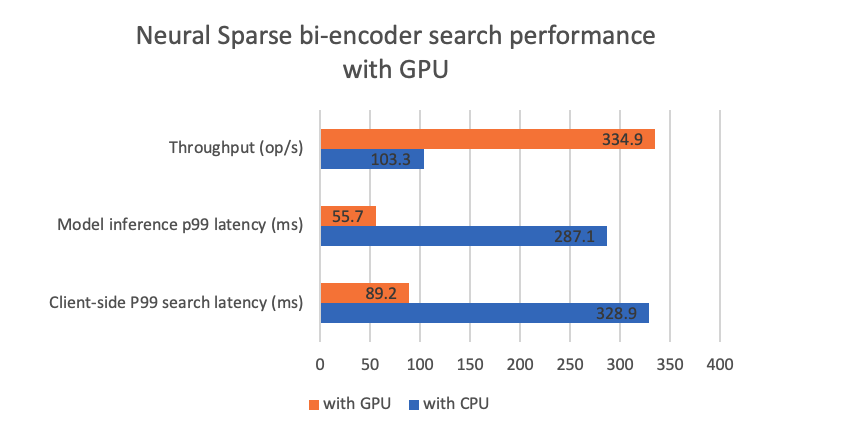 Neural Sparse bi-encoder search performance
with GPU
Throughput (op/s)
334.9
103.3
Model inference p99 latency (ms)
55.7
287.1
Client-side P99 search latency (ms)
89.2
328.9
0 50 100 150 200 250 300 350 400
with GPU with CPU